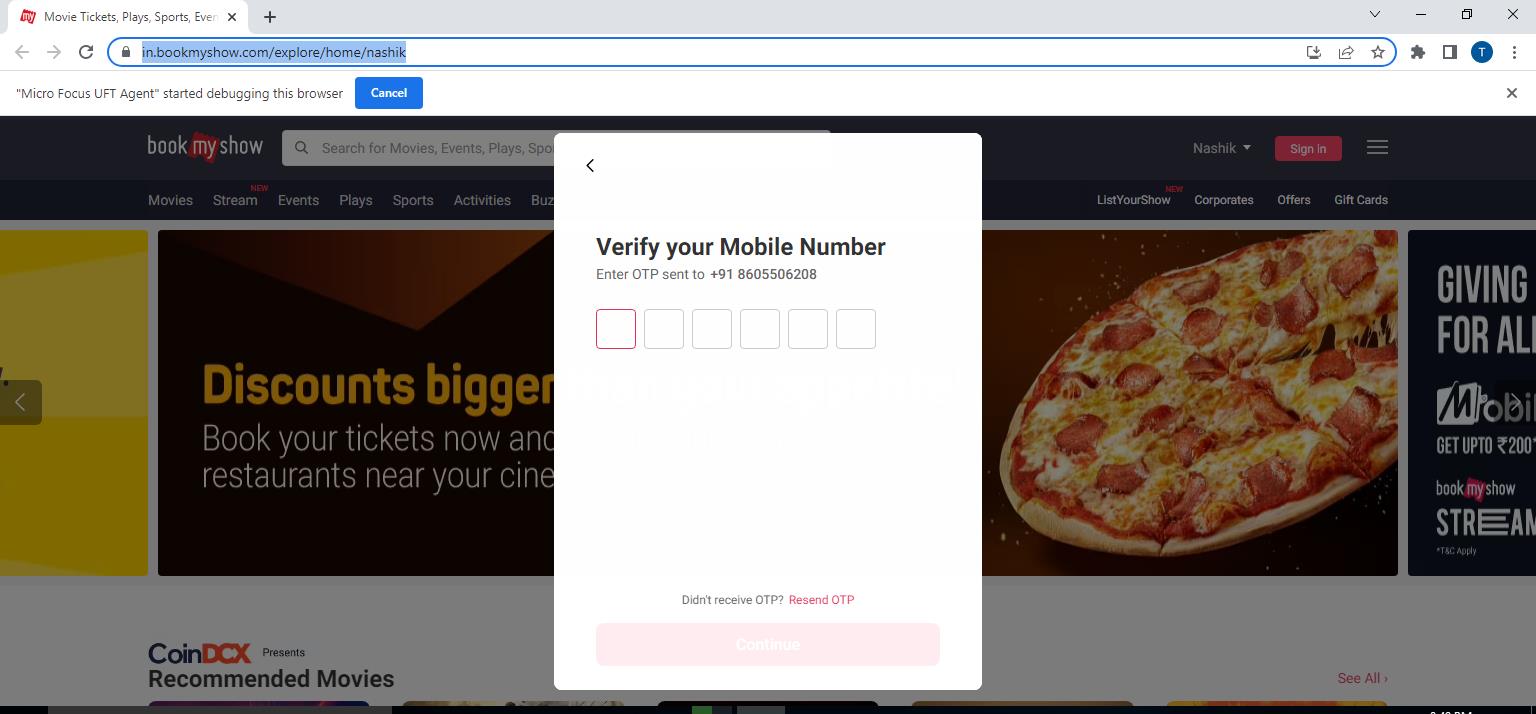 Movie Tickets, Plays, Sports, Even
in.bookmyshow.com/explore/home/nashik
T
"Micro Focus UFT Agent" started debugging this browser
Cancel
book my show
Search for Movies, Events, Plays, Spo
Nashik
Sign in
Movies
Stream
NEW
Events
Plays
Sports
Activities
Buz
ListYourShow
NEW
Corporates
Offers
Gift Cards
Verify your Mobile Number
Enter OTP sent to +91 8605506208
Discounts bigger
Book your tickets now and
restaurants near your cine
GIVING
FOR ALL
Mobil
GET UPTO ₹200*
book my show
STREAM
*T&C Apply
Didn't receive OTP? Resend OTP
Continue
CoinDCX Presents
Recommended Movies
See All ›